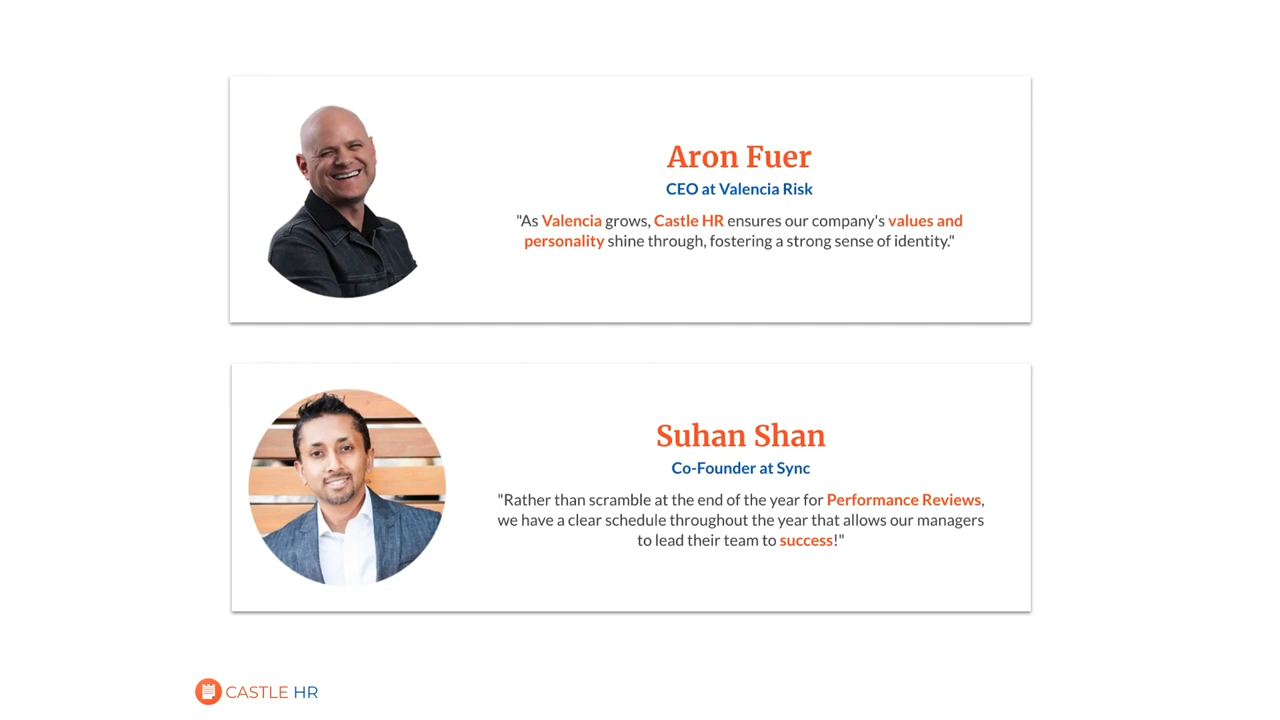 Aron Fuer
CEO at Valencia Risk
"As Valencia grows, Castle HR ensures our company's values and
personality shine through, fostering a strong sense of identity."
Suhan Shan
Co-Founder at Sync
"Rather than scramble at the end of the year for Performance Reviews,
we have a clear schedule throughout the year that allows our managers
to lead their team to success!"
CASTLE HR